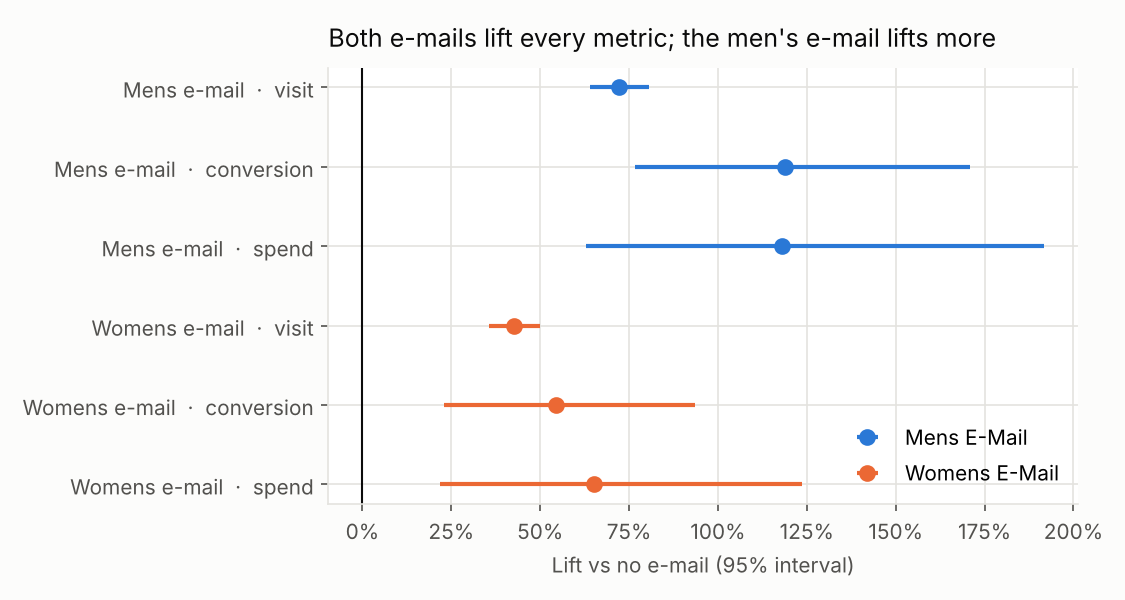 Both e-mails lift every metric; the men's e-mail lifts more
Mens e-mail · visit
Mens e-mail · conversion
Mens e-mail · spend
Womens e-mail · visit
Womens e-mail · conversion
Womens e-mail · spend
Mens E-Mail
Womens E-Mail
0% 25% 50% 75% 100% 125% 150% 175% 200%
Lift vs no e-mail (95% interval)